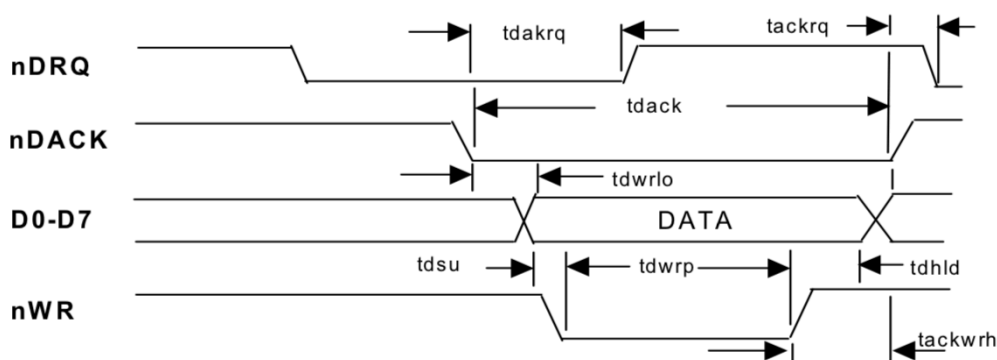 tdakrq tackrq
nDRQ
tdack
nDACK
tdwrlo
D0-D7 DATA
tdsu tdwrp tdhld
nWR
tackwrh